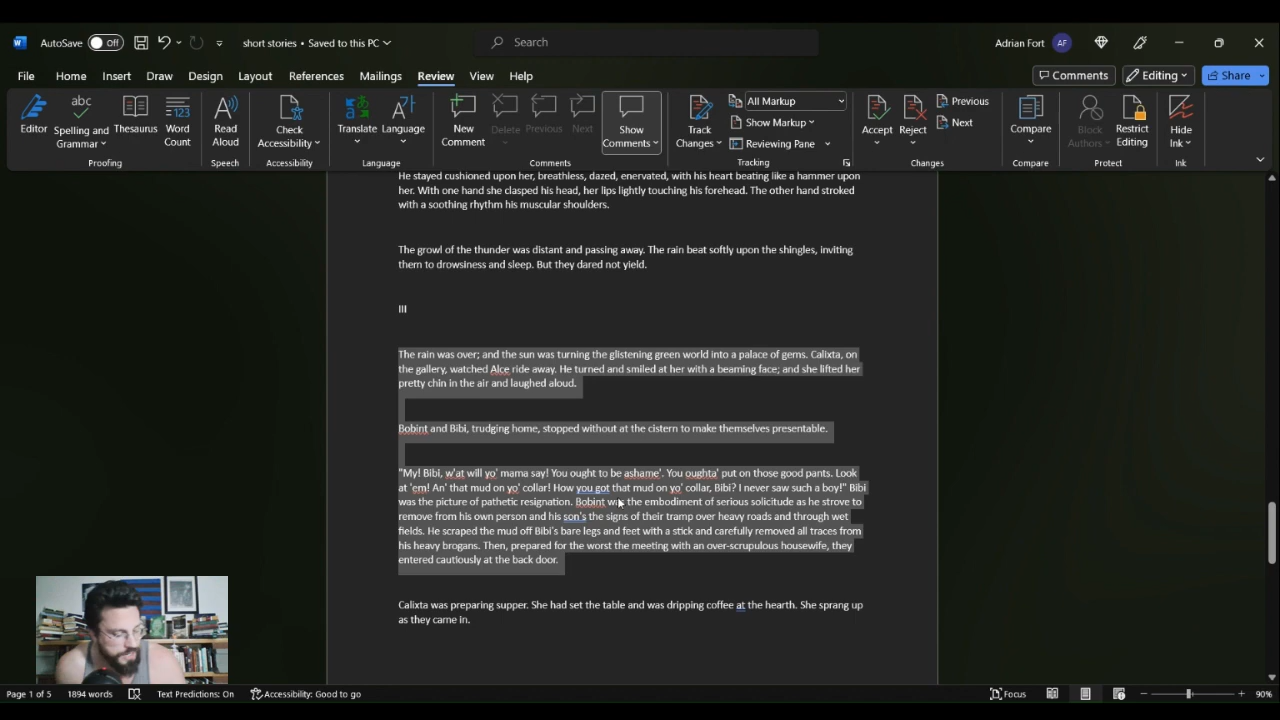 AutoSave Off short stories • Saved to this PC Search Adrian Fort AF
File Home Insert Draw Design Layout References Mailings Review View Help Comments Editing Share
Editor
Spelling and Grammar
Thesaurus
Word Count
Proofing
Read Aloud
Speech
Check Accessibility
Accessibility
Translate
Language
Language
New Comment
Delete
Previous
Next
Show Comments
Comments
Track Changes
All Markup
Show Markup
Reviewing Pane
Tracking
Accept
Reject
Previous
Next
Changes
Compare
Compare
Block Authors
Restrict Editing
Protect
Hide Ink
Ink
He stayed cushioned upon her, breathless, dazed, enervated, with his heart beating like a hammer upon
her. With one hand she clasped his head, her lips lightly touching his forehead. The other hand stroked
with a soothing rhythm his muscular shoulders.
The growl of the thunder was distant and passing away. The rain beat softly upon the shingles, inviting
them to drowsiness and sleep. But they dared not yield.
III
The rain was over; and the sun was turning the glistening green world into a palace of gems. Calixta, on
the gallery, watched Alce ride away. He turned and smiled at her with a beaming face; and she lifted her
pretty chin in the air and laughed aloud.
Bobint and Bibi, trudging home, stopped without at the cistern to make themselves presentable.
"My! Bibi, w'at will yo' mama say! You ought to be ashame'. You oughta' put on those good pants. Look
at 'em! An' that mud on yo' collar! How you got that mud on yo' collar, Bibi? I never saw such a boy!" Bibi
was the picture of pathetic resignation. Bobint was the embodiment of serious solicitude as he strove to
remove from his own person and his son's the signs of their tramp over heavy roads and through wet
fields. He scraped the mud off Bibi's bare legs and feet with a stick and carefully removed all traces from
his heavy brogans. Then, prepared for the worst the meeting with an over-scrupulous housewife, they
entered cautiously at the back door.
Calixta was preparing supper. She had set the table and was dripping coffee at the hearth. She sprang up
as they came in.
Page 1 of 5 1894 words Text Predictions: On Accessibility: Good to go Focus 90%